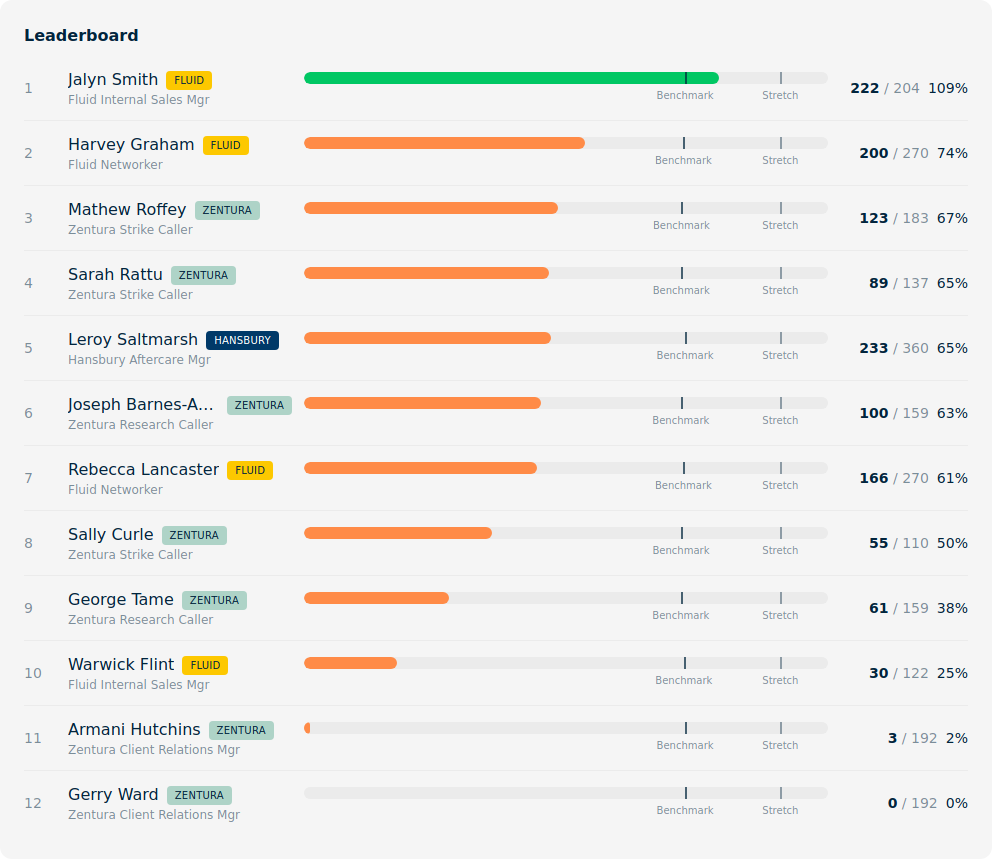 Leaderboard
1 Jalyn Smith FLUID
Fluid Internal Sales Mgr
Benchmark Stretch
222 / 204 109%
2 Harvey Graham FLUID
Fluid Networker
Benchmark Stretch
200 / 270 74%
3 Mathew Roffey ZENTURA
Zentura Strike Caller
Benchmark Stretch
123 / 183 67%
4 Sarah Rattu ZENTURA
Zentura Strike Caller
Benchmark Stretch
89 / 137 65%
5 Leroy Saltmarsh HANSBURY
Hansbury Aftercare Mgr
Benchmark Stretch
233 / 360 65%
6 Joseph Barnes-A... ZENTURA
Zentura Research Caller
Benchmark Stretch
100 / 159 63%
7 Rebecca Lancaster FLUID
Fluid Networker
Benchmark Stretch
166 / 270 61%
8 Sally Curle ZENTURA
Zentura Strike Caller
Benchmark Stretch
55 / 110 50%
9 George Tame ZENTURA
Zentura Research Caller
Benchmark Stretch
61 / 159 38%
10 Warwick Flint FLUID
Fluid Internal Sales Mgr
Benchmark Stretch
30 / 122 25%
11 Armani Hutchins ZENTURA
Zentura Client Relations Mgr
Benchmark Stretch
3 / 192 2%
12 Gerry Ward ZENTURA
Zentura Client Relations Mgr
Benchmark Stretch
0 / 192 0%